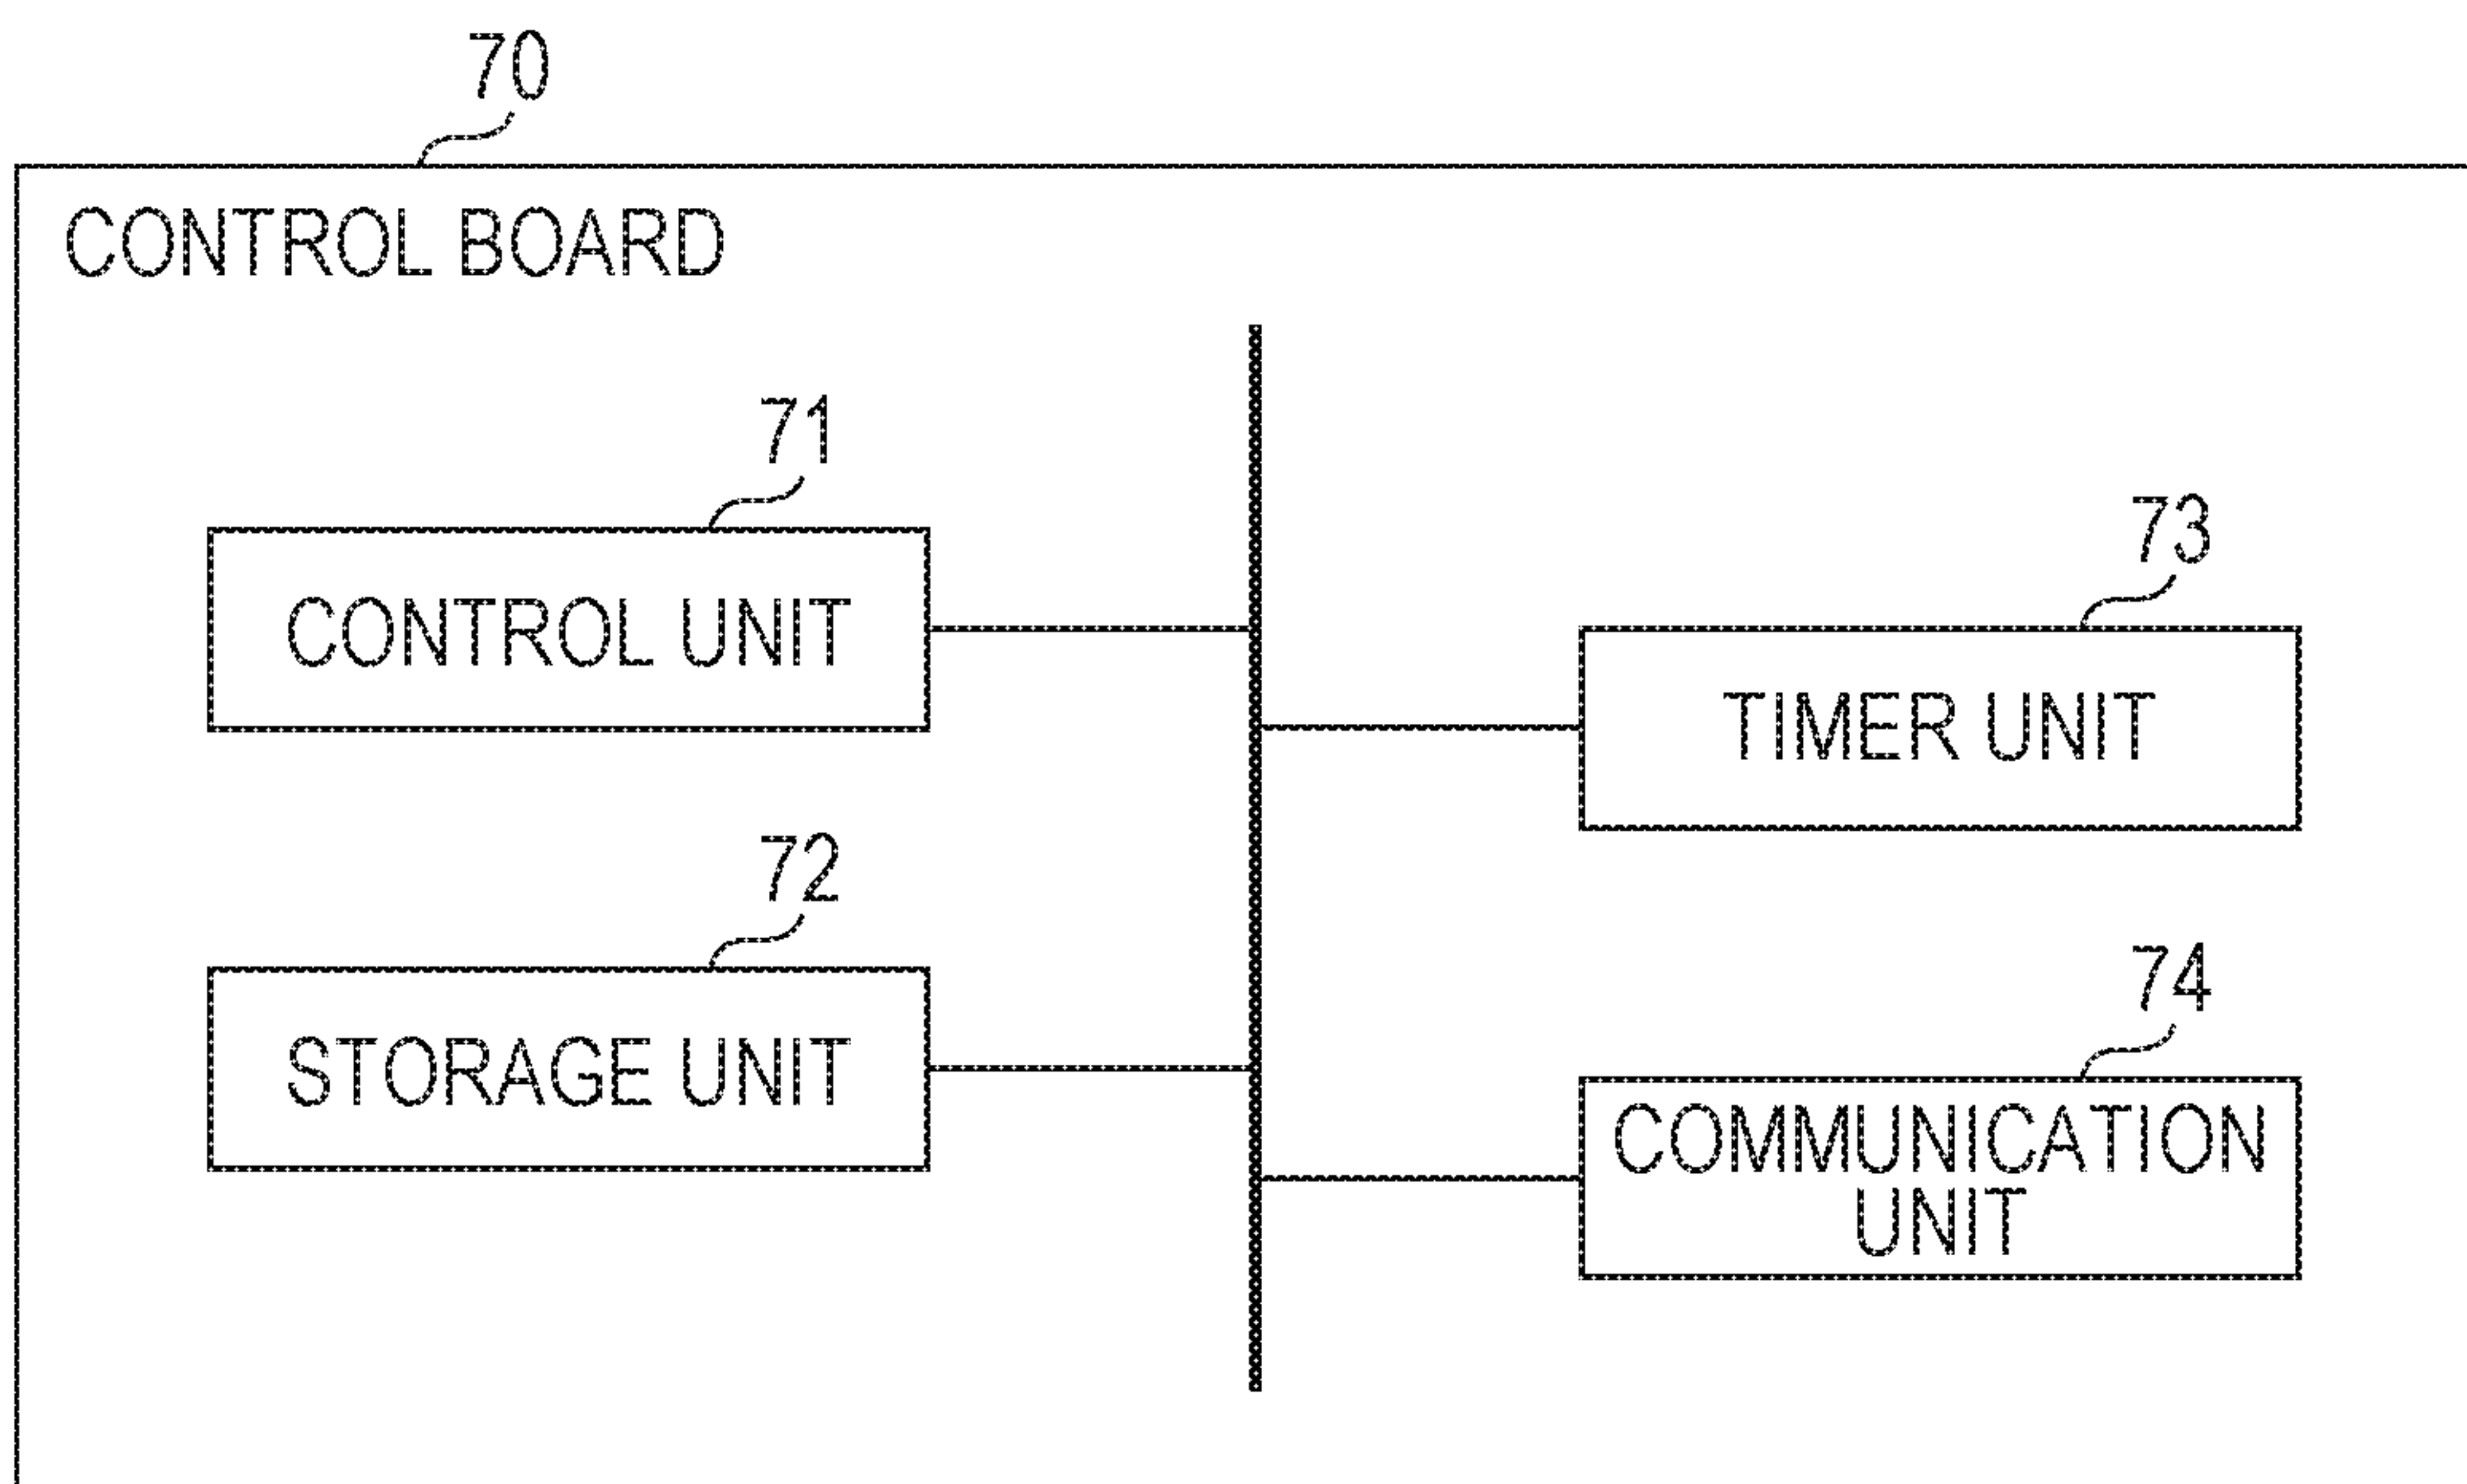 70
CONTROL BOARD
71
CONTROL UNIT
73
TIMER UNIT
72
STORAGE UNIT
74
COMMUNICATION
UNIT